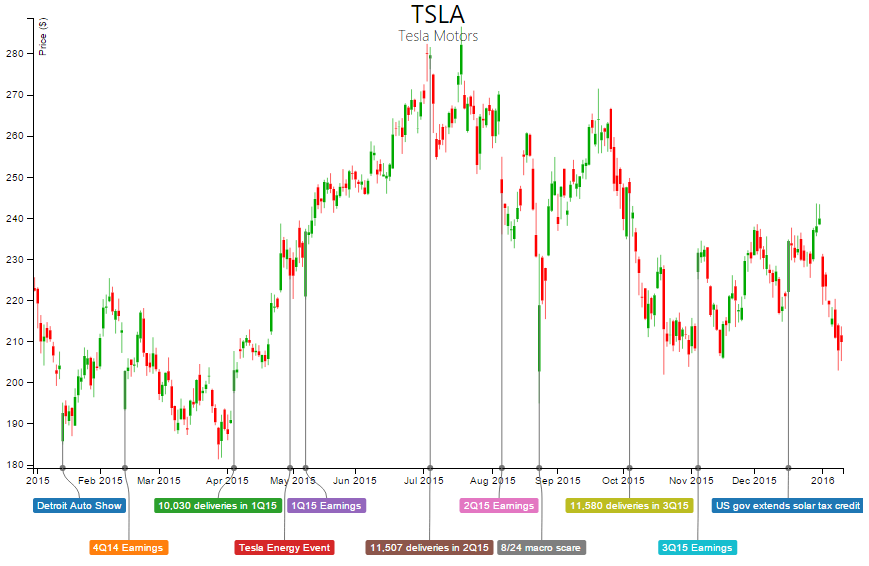 TSLA
Tesla Motors
Price ($)
280
270
260
250
240
230
220
210
200
190
180
2015 Feb 2015 Mar 2015 Apr 2015 May 2015 Jun 2015 Jul 2015 Aug 2015 Sep 2015 Oct 2015 Nov 2015 Dec 2015 2016
Detroit Auto Show 10,030 deliveries in 1Q15 1Q15 Earnings 2Q15 Earnings 11,580 deliveries in 3Q15 US gov extends solar tax credit
4Q14 Earnings Tesla Energy Event 11,507 deliveries in 2Q15 8/24 macro scare 3Q15 Earnings